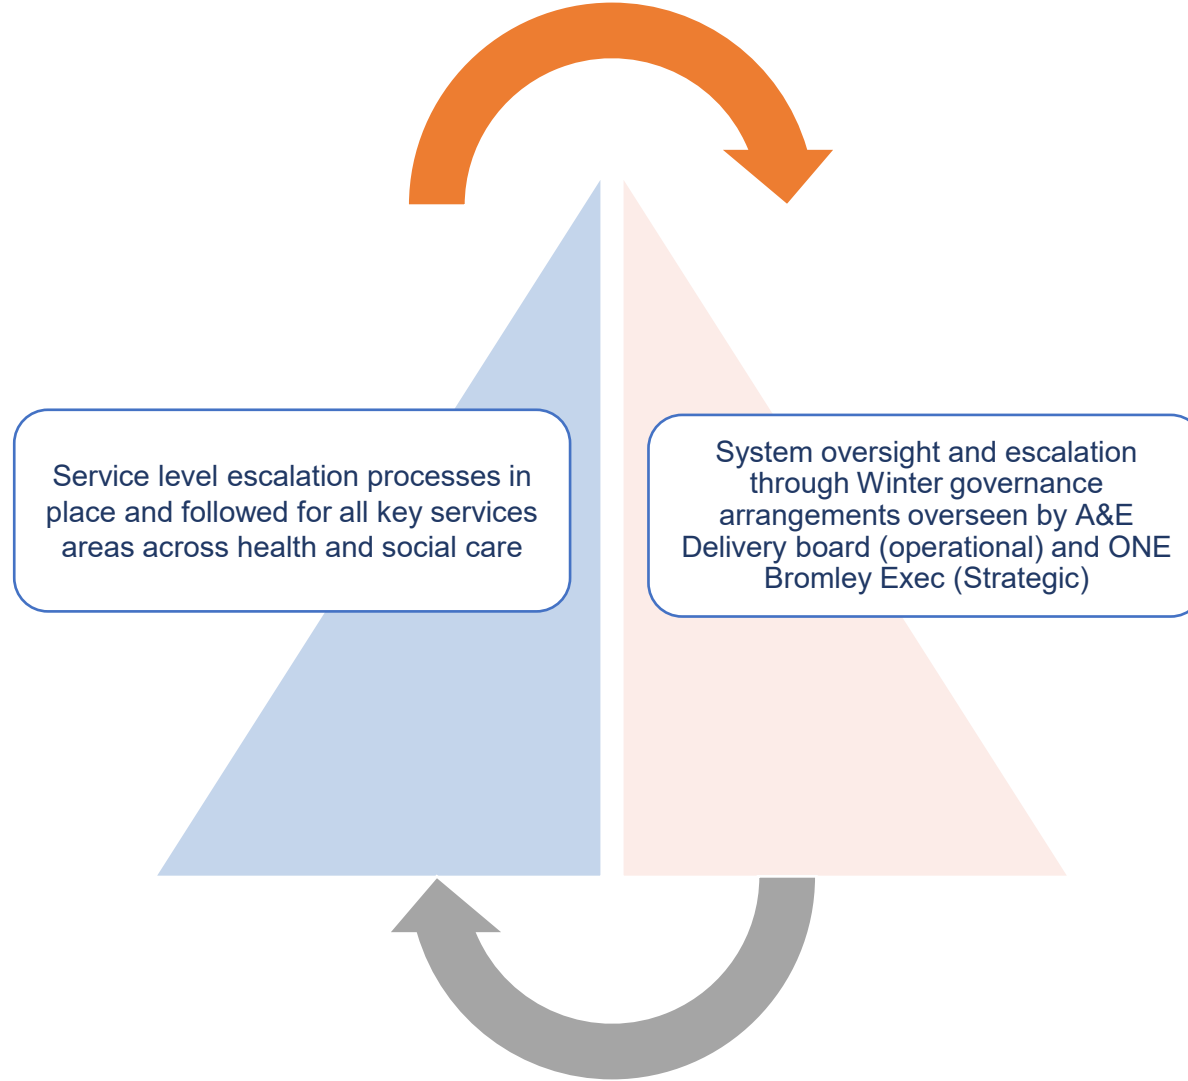 Service level escalation processes in
place and followed for all key services
areas across health and social care
System oversight and escalation
through Winter governance
arrangements overseen by A&E
Delivery board (operational) and ONE
Bromley Exec (Strategic)